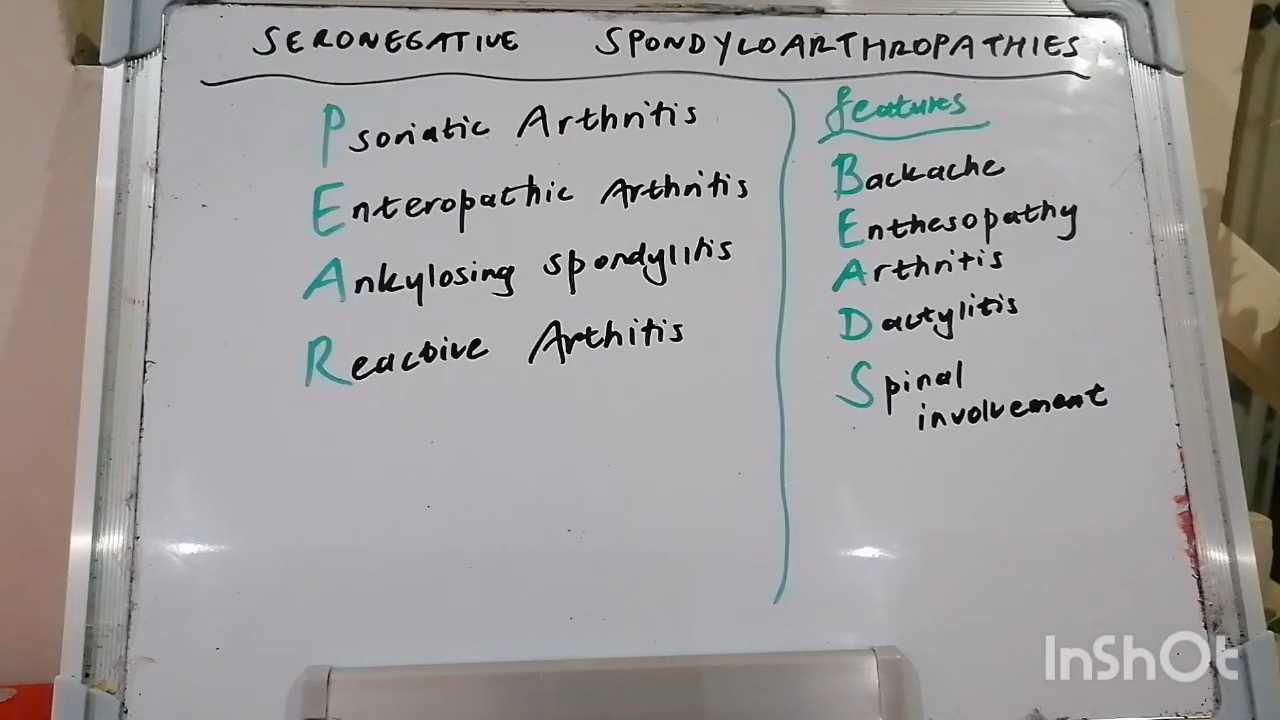 SERONEGATIVE SPONDYLOARTHROPATHIES
Psoriatic Arthritis
Enteropathic Arthritis
Ankylosing spondylitis
Reactive Arthitis
features
Backache
Enthesopathy
Arthritis
Dactylitis
Spinal
involvement
InShOt